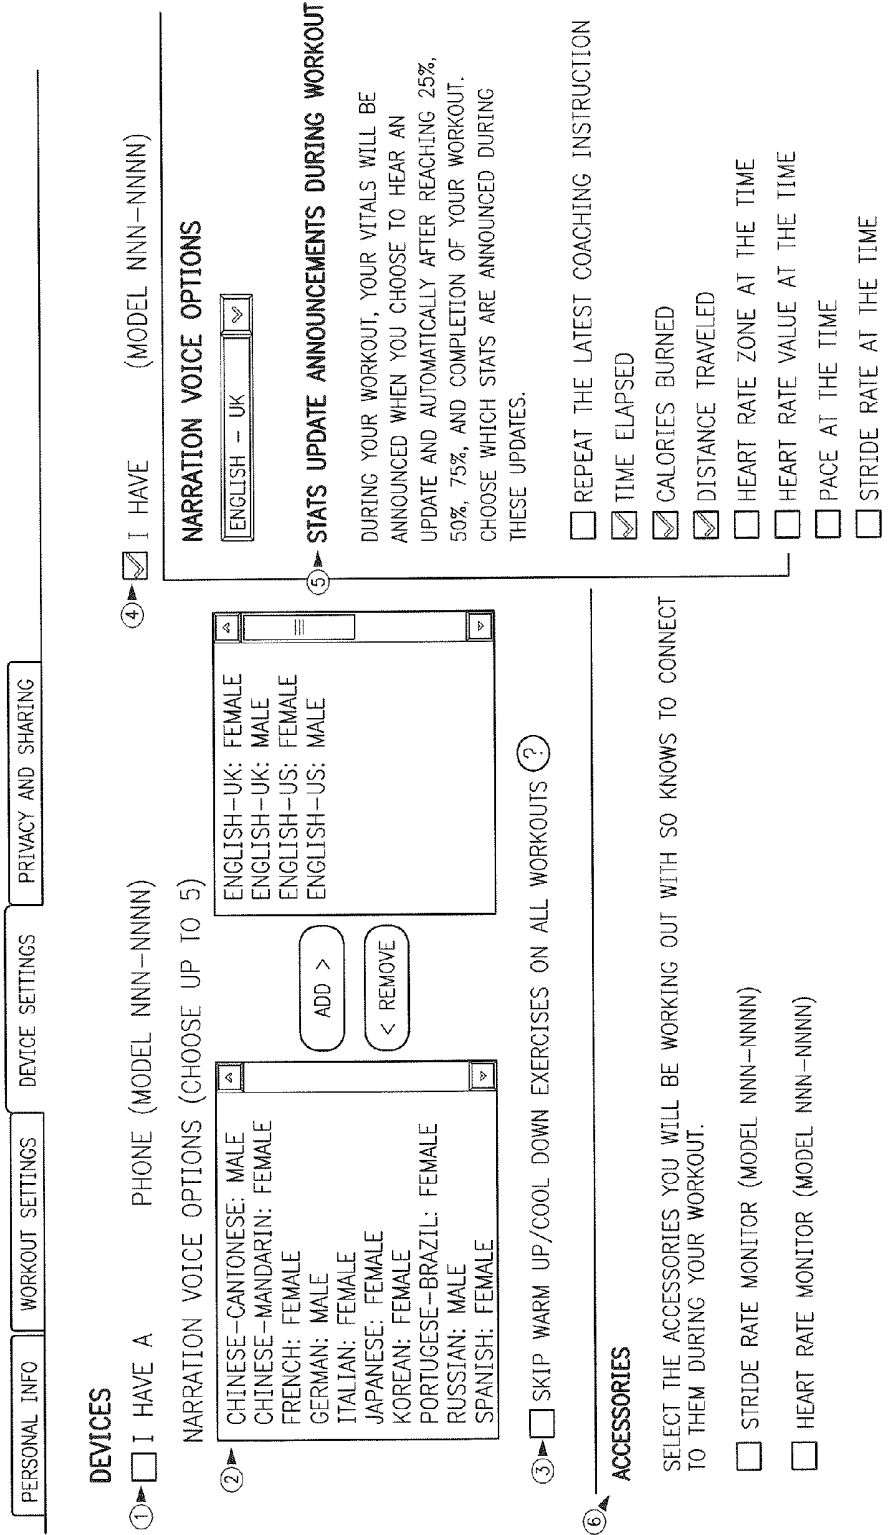 PERSONAL INFO
WORKOUT SETTINGS
DEVICE SETTINGS
PRIVACY AND SHARING
DEVICES
1
I HAVE A PHONE (MODEL NNN-NNNN)
NARRATION VOICE OPTIONS (CHOOSE UP TO 5)
2
CHINESE-CANTONESE: MALE
CHINESE-MANDARIN: FEMALE
FRENCH: FEMALE
GERMAN: MALE
ITALIAN: FEMALE
JAPANESE: FEMALE
KOREAN: FEMALE
PORTUGESE-BRAZIL: FEMALE
RUSSIAN: MALE
SPANISH: FEMALE
ADD >
< REMOVE
ENGLISH-UK: FEMALE
ENGLISH-UK: MALE
ENGLISH-US: FEMALE
ENGLISH-US: MALE
3
SKIP WARM UP/COOL DOWN EXERCISES ON ALL WORKOUTS ?
4
I HAVE (MODEL NNN-NNNN)
NARRATION VOICE OPTIONS
ENGLISH - UK
5
STATS UPDATE ANNOUNCEMENTS DURING WORKOUT
DURING YOUR WORKOUT, YOUR VITALS WILL BE
ANNOUNCED WHEN YOU CHOOSE TO HEAR AN
UPDATE AND AUTOMATICALLY AFTER REACHING 25%,
50%, 75%, AND COMPLETION OF YOUR WORKOUT.
CHOOSE WHICH STATS ARE ANNOUNCED DURING
THESE UPDATES.
REPEAT THE LATEST COACHING INSTRUCTION
TIME ELAPSED
CALORIES BURNED
DISTANCE TRAVELED
HEART RATE ZONE AT THE TIME
HEART RATE VALUE AT THE TIME
PACE AT THE TIME
STRIDE RATE AT THE TIME
6
ACCESSORIES
SELECT THE ACCESSORIES YOU WILL BE WORKING OUT WITH SO KNOWS TO CONNECT
TO THEM DURING YOUR WORKOUT.
STRIDE RATE MONITOR (MODEL NNN-NNNN)
HEART RATE MONITOR (MODEL NNN-NNNN)